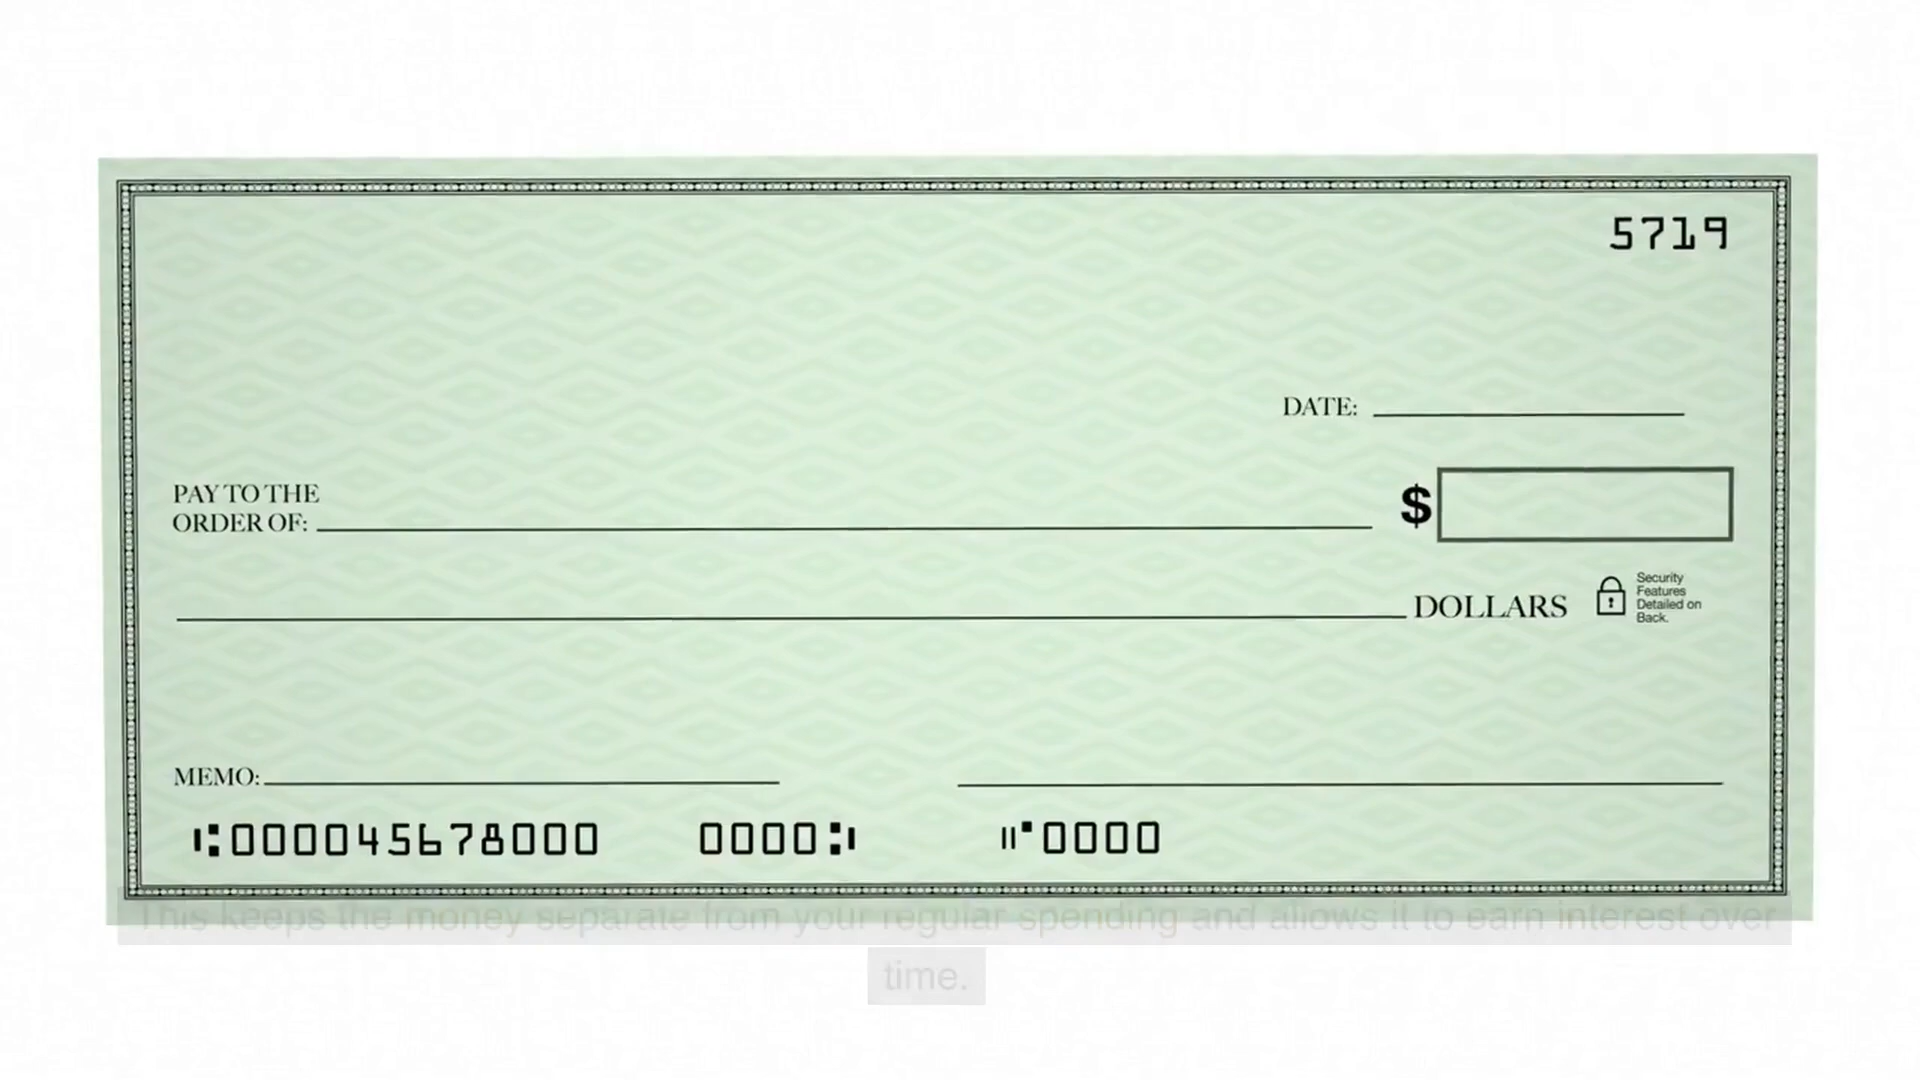 5719
DATE:
PAY TO THE
ORDER OF:
$
DOLLARS
Security
Features
Detailed on
Back.
MEMO:
⑆000045678000 0000⑆ ⑈0000
This keeps the money separate from your regular spending and allows it to earn interest over
time.